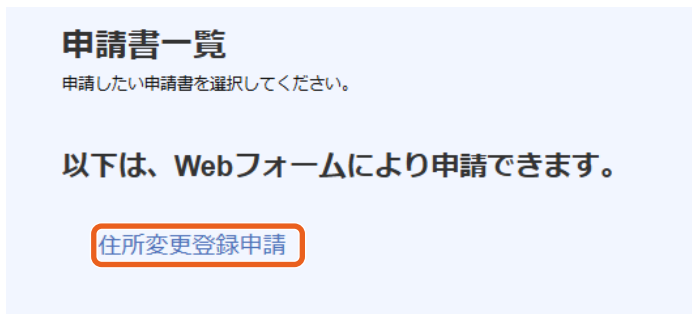 申請書一覧
申請したい申請書を選択してください。
以下は、Webフォームにより申請できます。
住所変更登録申請